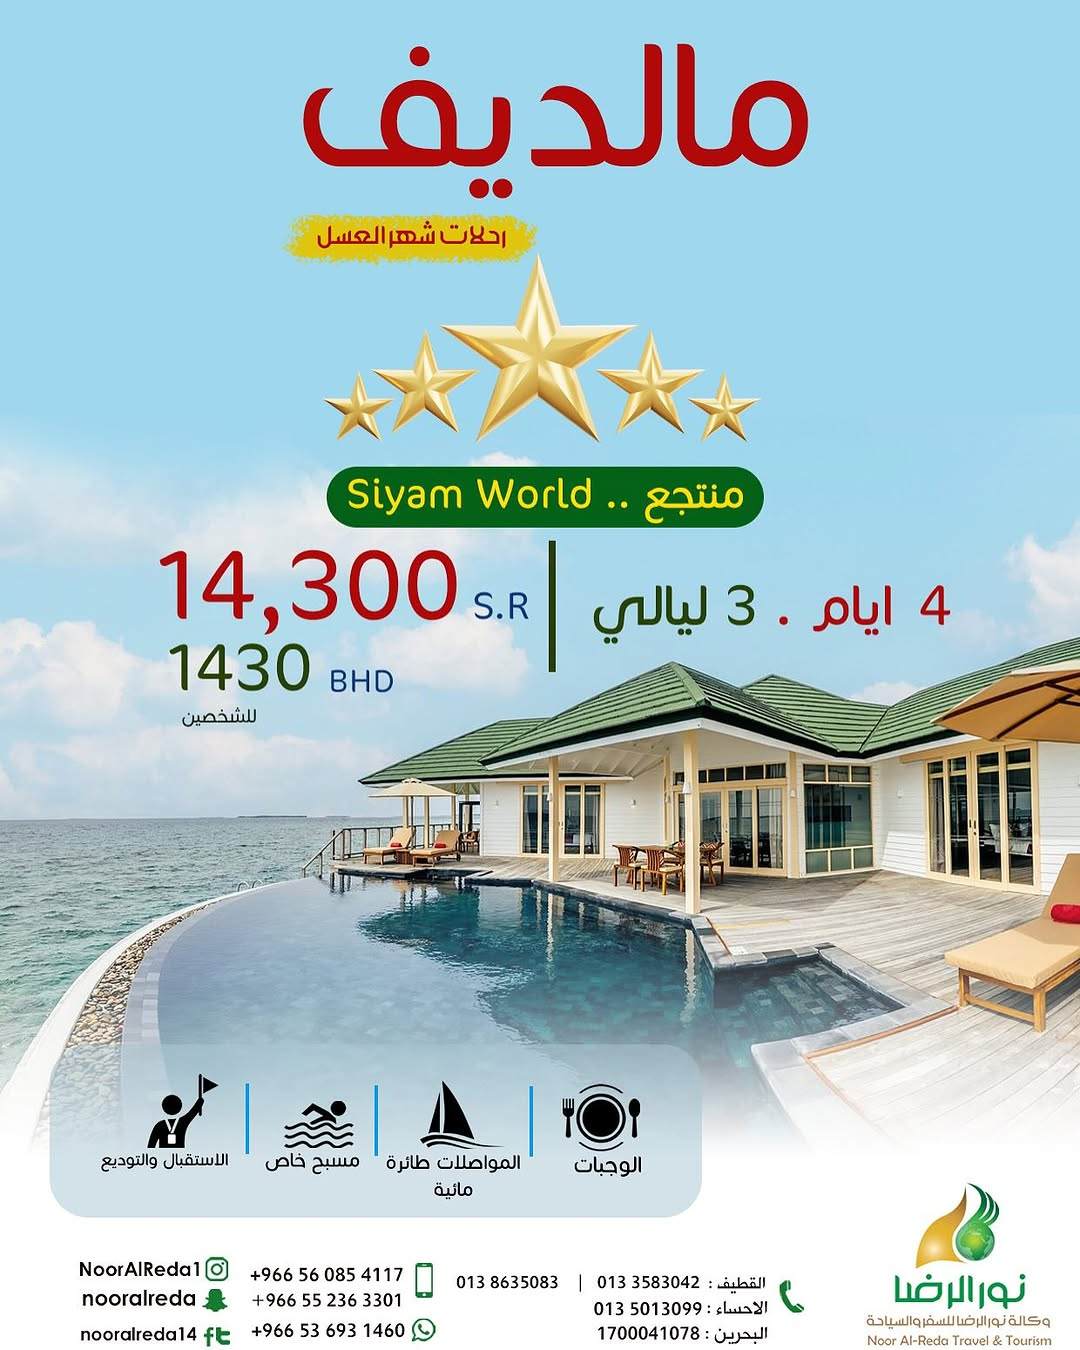 مالديف
رحلات شهر العسل
منتجع .. Siyam World
4 ايام . 3 ليالي
14,300 S.R
1430 BHD
للشخصين
الوجبات
المواصلات طائرة
مائية
مسبح خاص
الاستقبال والتوديع
NoorAlReda1
nooralreda
nooralreda14
+966 56 085 4117
+966 55 236 3301
+966 53 693 1460
القطيف : 013 3583042 | 013 8635083
الاحساء : 013 5013099
البحرين : 1700041078
نور الرضا
وكالة نور الرضا للسفر والسياحة
Noor Al-Reda Travel & Tourism